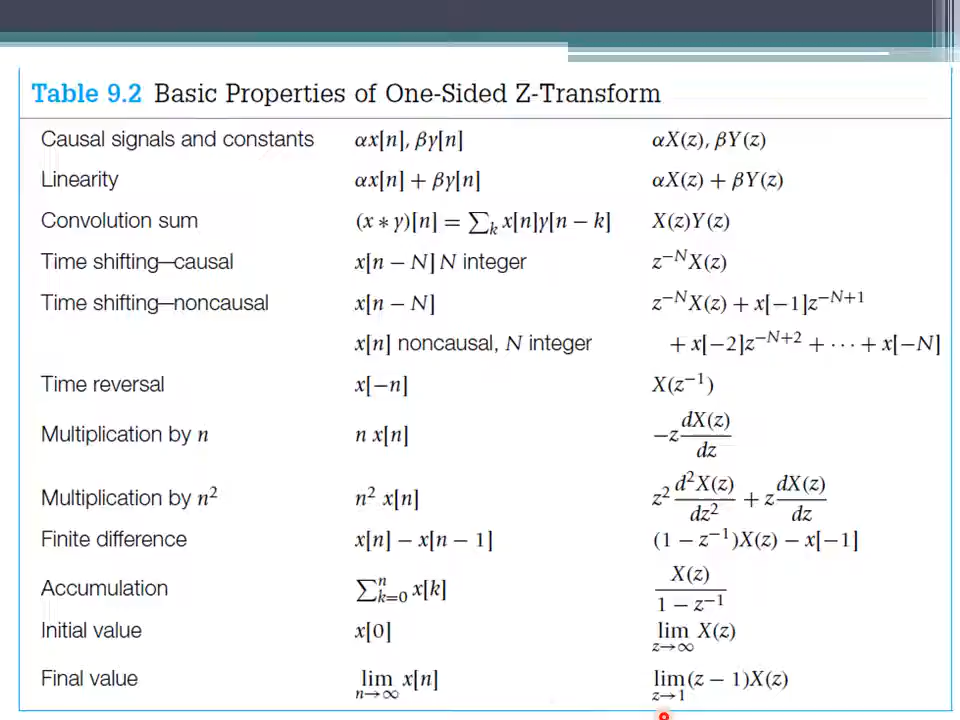 Table 9.2 Basic Properties of One-Sided Z-Transform
Causal signals and constants αx[n], βy[n] αX(z), βY(z)
Linearity αx[n] + βy[n] αX(z) + βY(z)
Convolution sum (x ∗ y)[n] = ∑ₖ x[n]y[n − k] X(z)Y(z)
Time shifting—causal x[n − N] N integer z⁻ᴺX(z)
Time shifting—noncausal x[n − N] z⁻ᴺX(z) + x[−1]z⁻ᴺ⁺¹
x[n] noncausal, N integer + x[−2]z⁻ᴺ⁺² + ⋯ + x[−N]
Time reversal x[−n] X(z⁻¹)
Multiplication by n n x[n] −z dX(z)/dz
Multiplication by n² n² x[n] z² d²X(z)/dz² + z dX(z)/dz
Finite difference x[n] − x[n − 1] (1 − z⁻¹)X(z) − x[−1]
Accumulation ∑ⁿₖ₌₀ x[k] X(z)/(1 − z⁻¹)
Initial value x[0] lim z→∞ X(z)
Final value lim n→∞ x[n] lim z→1 (z − 1)X(z)